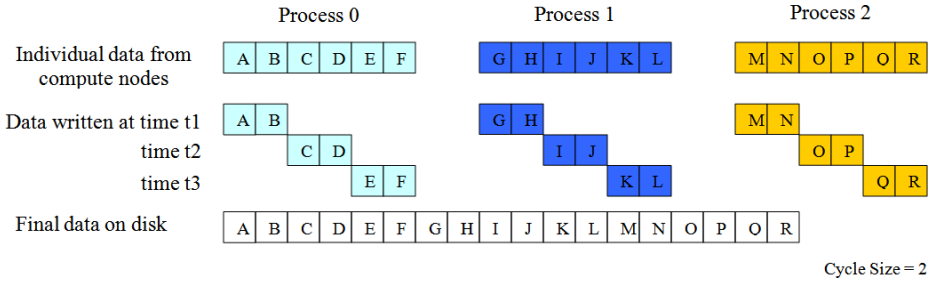 Process 0 Process 1 Process 2
Individual data from
compute nodes
A B C D E F G H I J K L M N O P Q R
Data written at time t1 A B G H M N
time t2 C D I J O P
time t3 E F K L Q R
Final data on disk A B C D E F G H I J K L M N O P Q R
Cycle Size = 2